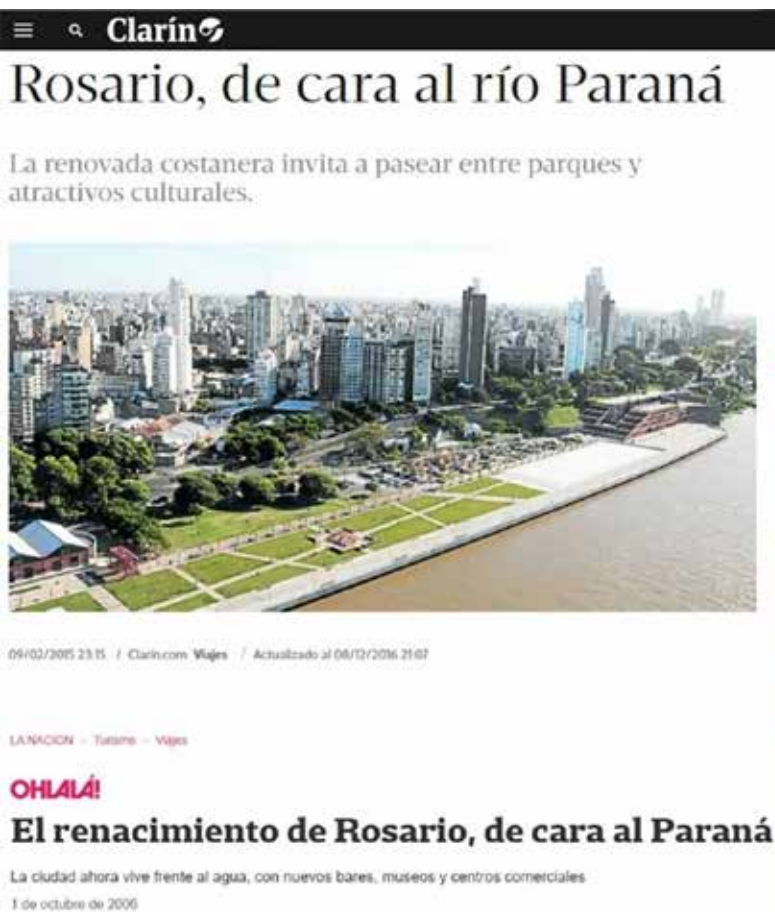 Clarín
Rosario, de cara al río Paraná
La renovada costanera invita a pasear entre parques y
atractivos culturales.
09/02/2015 23:15 / Clarín.com Viajes / Actualizado al 08/12/2016 21:07
LA NACION - Turismo - Viajes
OHLALÁ!
El renacimiento de Rosario, de cara al Paraná
La ciudad ahora vive frente al agua, con nuevos bares, museos y centros comerciales
1 de octubre de 2006